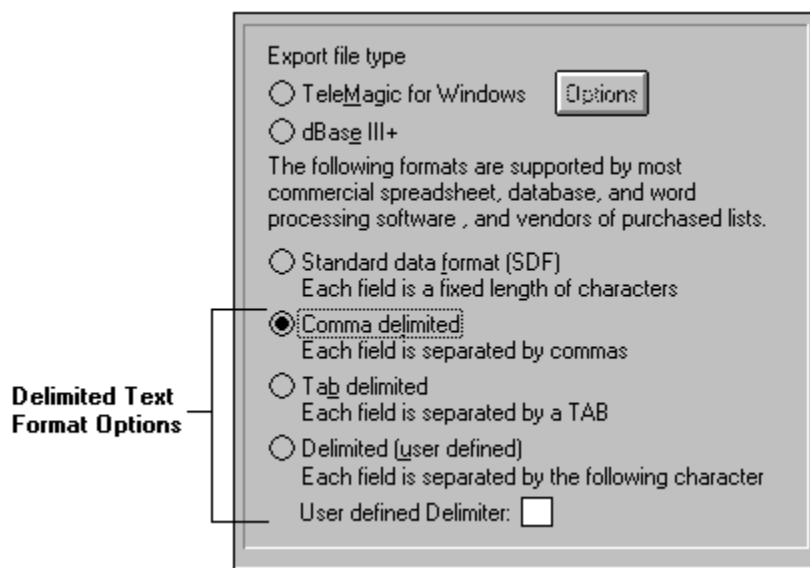 Export file type
TeleMagic for Windows Options
dBase III+
The following formats are supported by most
commercial spreadsheet, database, and word
processing software , and vendors of purchased lists.
Standard data format (SDF)
Each field is a fixed length of characters
Comma delimited
Each field is separated by commas
Delimited Text
Format Options
Tab delimited
Each field is separated by a TAB
Delimited (user defined)
Each field is separated by the following character
User defined Delimiter: